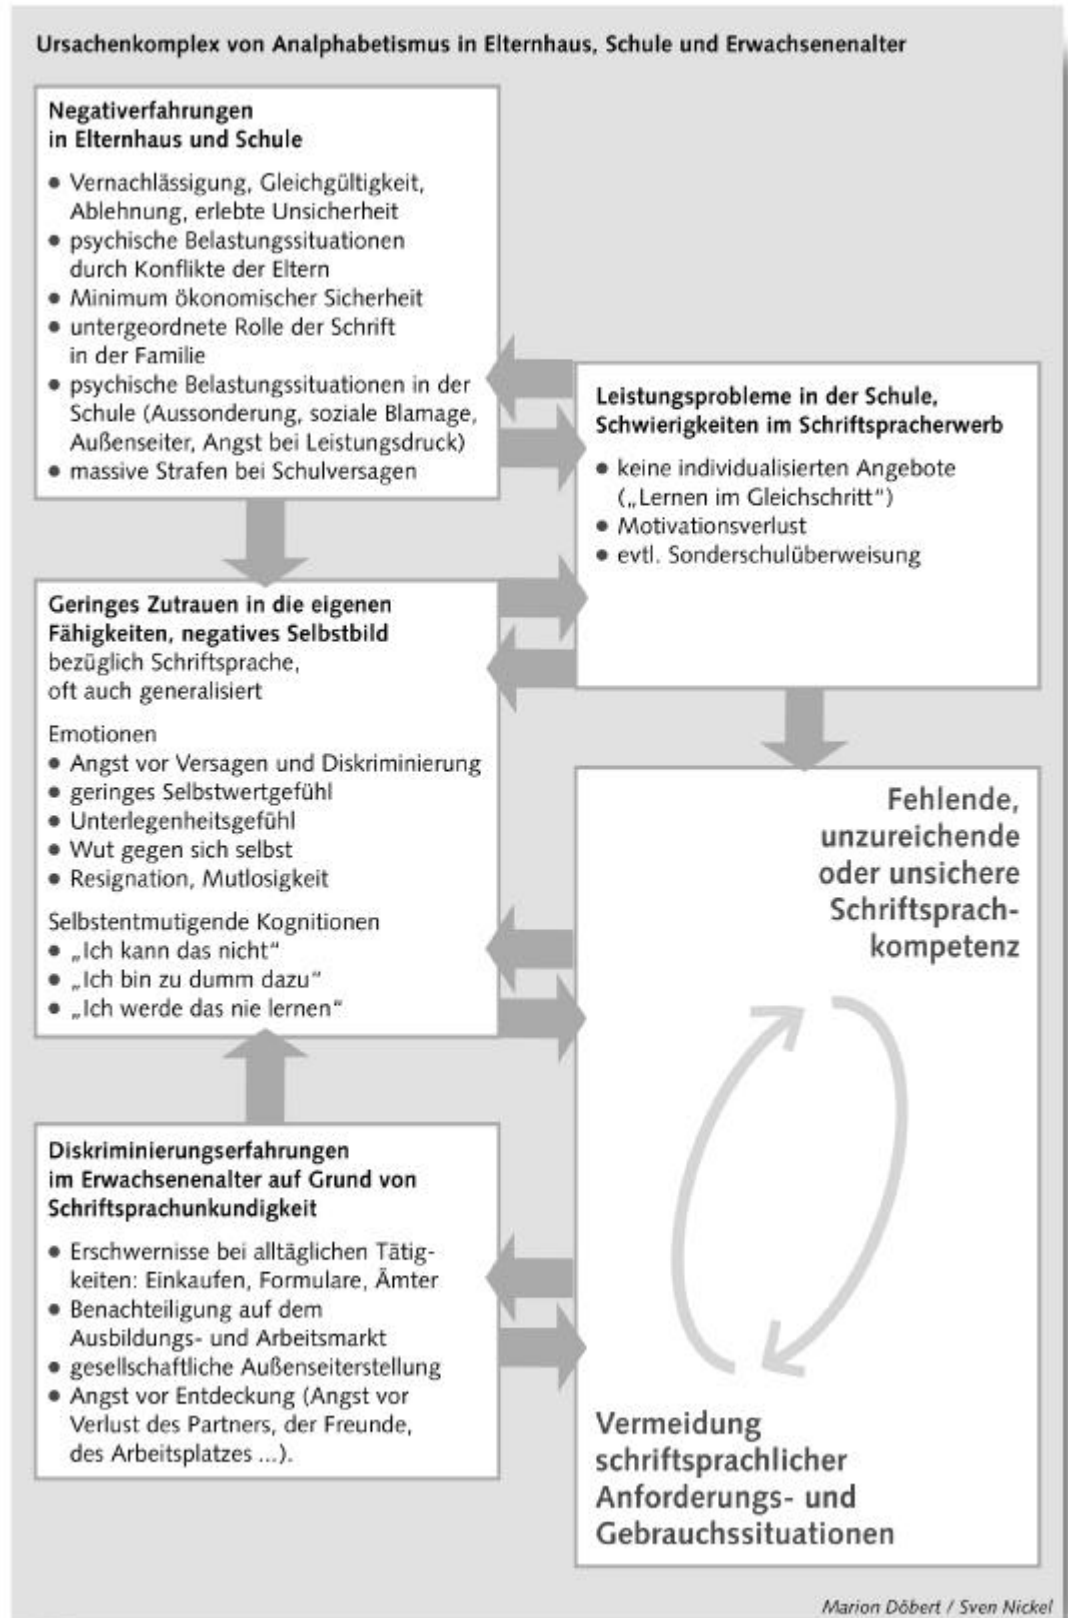 Ursachenkomplex von Analphabetismus in Elternhaus, Schule und Erwachsenenalter
Negativerfahrungen
in Elternhaus und Schule
● Vernachlässigung, Gleichgültigkeit,
Ablehnung, erlebte Unsicherheit
● psychische Belastungssituationen
durch Konflikte der Eltern
● Minimum ökonomischer Sicherheit
● untergeordnete Rolle der Schrift
in der Familie
● psychische Belastungssituationen in der
Schule (Aussonderung, soziale Blamage,
Außenseiter, Angst bei Leistungsdruck)
● massive Strafen bei Schulversagen
Leistungsprobleme in der Schule,
Schwierigkeiten im Schriftspracherwerb
● keine individualisierten Angebote
(„Lernen im Gleichschritt“)
● Motivationsverlust
● evtl. Sonderschulüberweisung
Geringes Zutrauen in die eigenen
Fähigkeiten, negatives Selbstbild
bezüglich Schriftsprache,
oft auch generalisiert
Emotionen
● Angst vor Versagen und Diskriminierung
● geringes Selbstwertgefühl
● Unterlegenheitsgefühl
● Wut gegen sich selbst
● Resignation, Mutlosigkeit
Selbstentmutigende Kognitionen
● „Ich kann das nicht“
● „Ich bin zu dumm dazu“
● „Ich werde das nie lernen“
Fehlende,
unzureichende
oder unsichere
Schriftsprach-
kompetenz
Diskriminierungserfahrungen
im Erwachsenenalter auf Grund von
Schriftsprachunkundigkeit
● Erschwernisse bei alltäglichen Tätig-
keiten: Einkaufen, Formulare, Ämter
● Benachteiligung auf dem
Ausbildungs- und Arbeitsmarkt
● gesellschaftliche Außenseiterstellung
● Angst vor Entdeckung (Angst vor
Verlust des Partners, der Freunde,
des Arbeitsplatzes ...).
Vermeidung
schriftsprachlicher
Anforderungs- und
Gebrauchssituationen
Marion Döbert / Sven Nickel